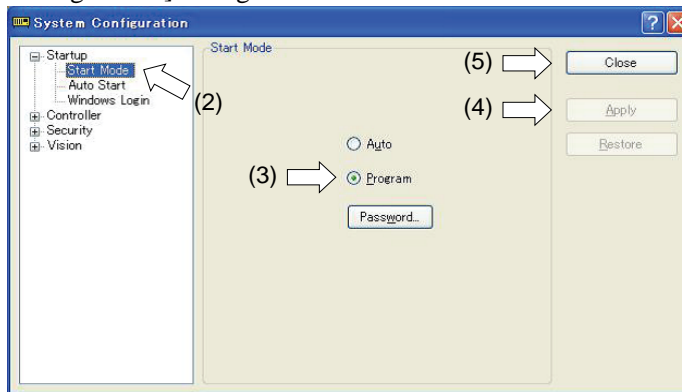 System Configuration
Startup
Start Mode
Auto Start
Windows Login
Controller
Security
Vision
(2)
Start Mode
Auto
(3)
Program
Password...
(5)
Close
(4)
Apply
Restore